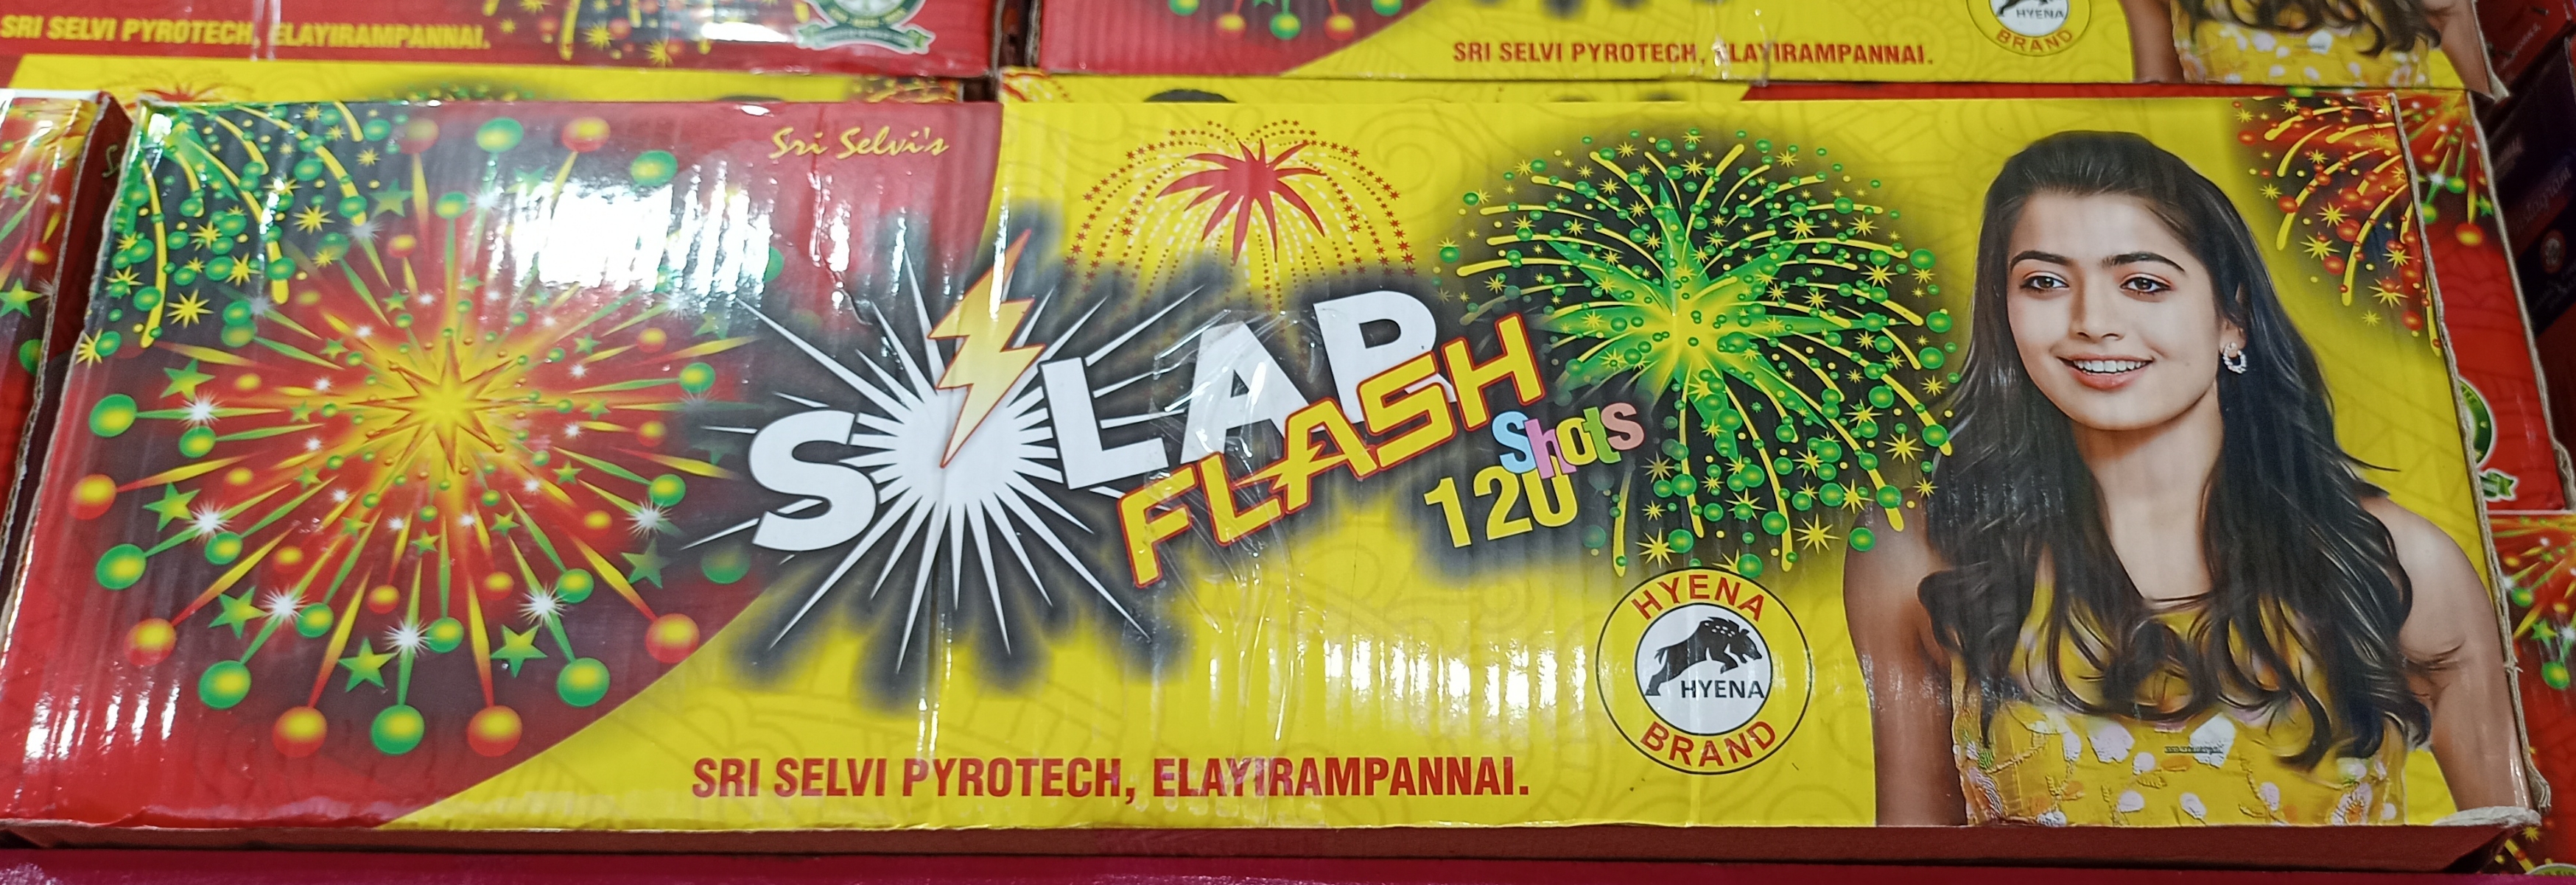 SRI SELVI PYROTECH, ELAYIRAMPANNAI.
SRI SELVI PYROTECH, ELAYIRAMPANNAI.
HYENA
BRAND
Sri Selvi's
SOLAR
FLASH
Shots
120
HYENA
HYENA
BRAND
SRI SELVI PYROTECH, ELAYIRAMPANNAI.